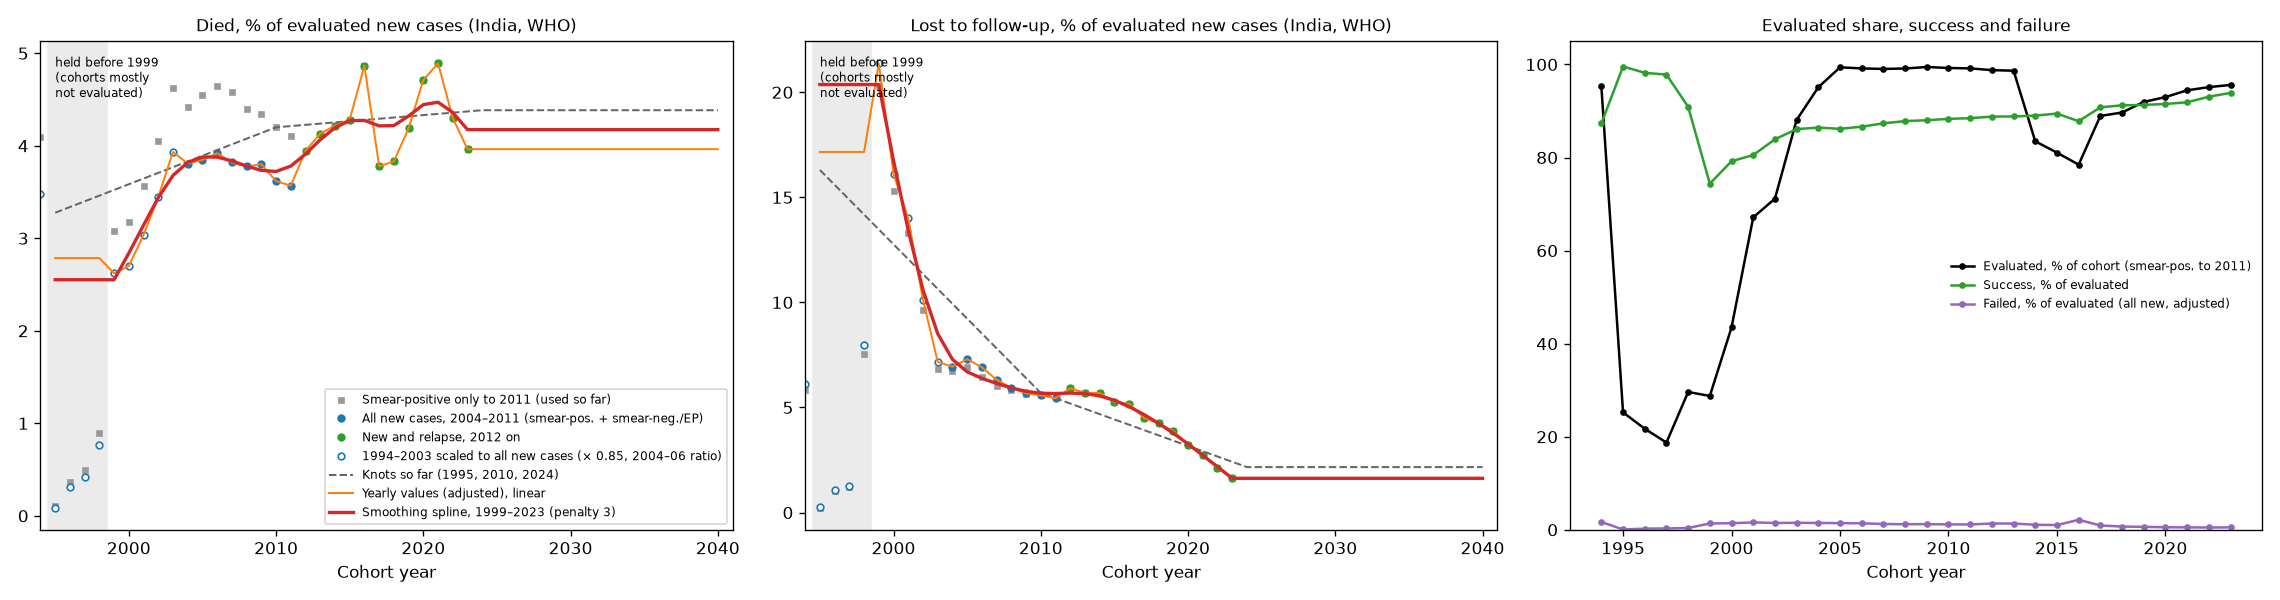 Died, % of evaluated new cases (India, WHO)
held before 1999
(cohorts mostly
not evaluated)
5
4
3
2
1
0
Smear-positive only to 2011 (used so far)
All new cases, 2004–2011 (smear-pos. + smear-neg./EP)
New and relapse, 2012 on
1994–2003 scaled to all new cases (× 0.85, 2004–06 ratio)
Knots so far (1995, 2010, 2024)
Yearly values (adjusted), linear
Smoothing spline, 1999–2023 (penalty 3)
2000 2010 2020 2030 2040
Cohort year
Lost to follow-up, % of evaluated new cases (India, WHO)
held before 1999
(cohorts mostly
not evaluated)
20
15
10
5
0
2000 2010 2020 2030 2040
Cohort year
Evaluated share, success and failure
100
80
60
40
20
0
Evaluated, % of cohort (smear-pos. to 2011)
Success, % of evaluated
Failed, % of evaluated (all new, adjusted)
1995 2000 2005 2010 2015 2020
Cohort year